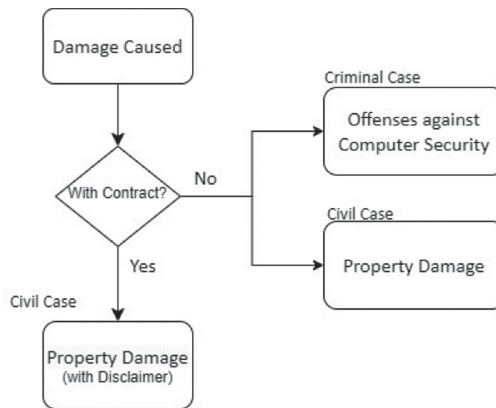 Damage Caused
Criminal Case
Offenses against
Computer Security
With Contract?
No
Civil Case
Property Damage
Yes
Civil Case
Property Damage
(with Disclaimer)